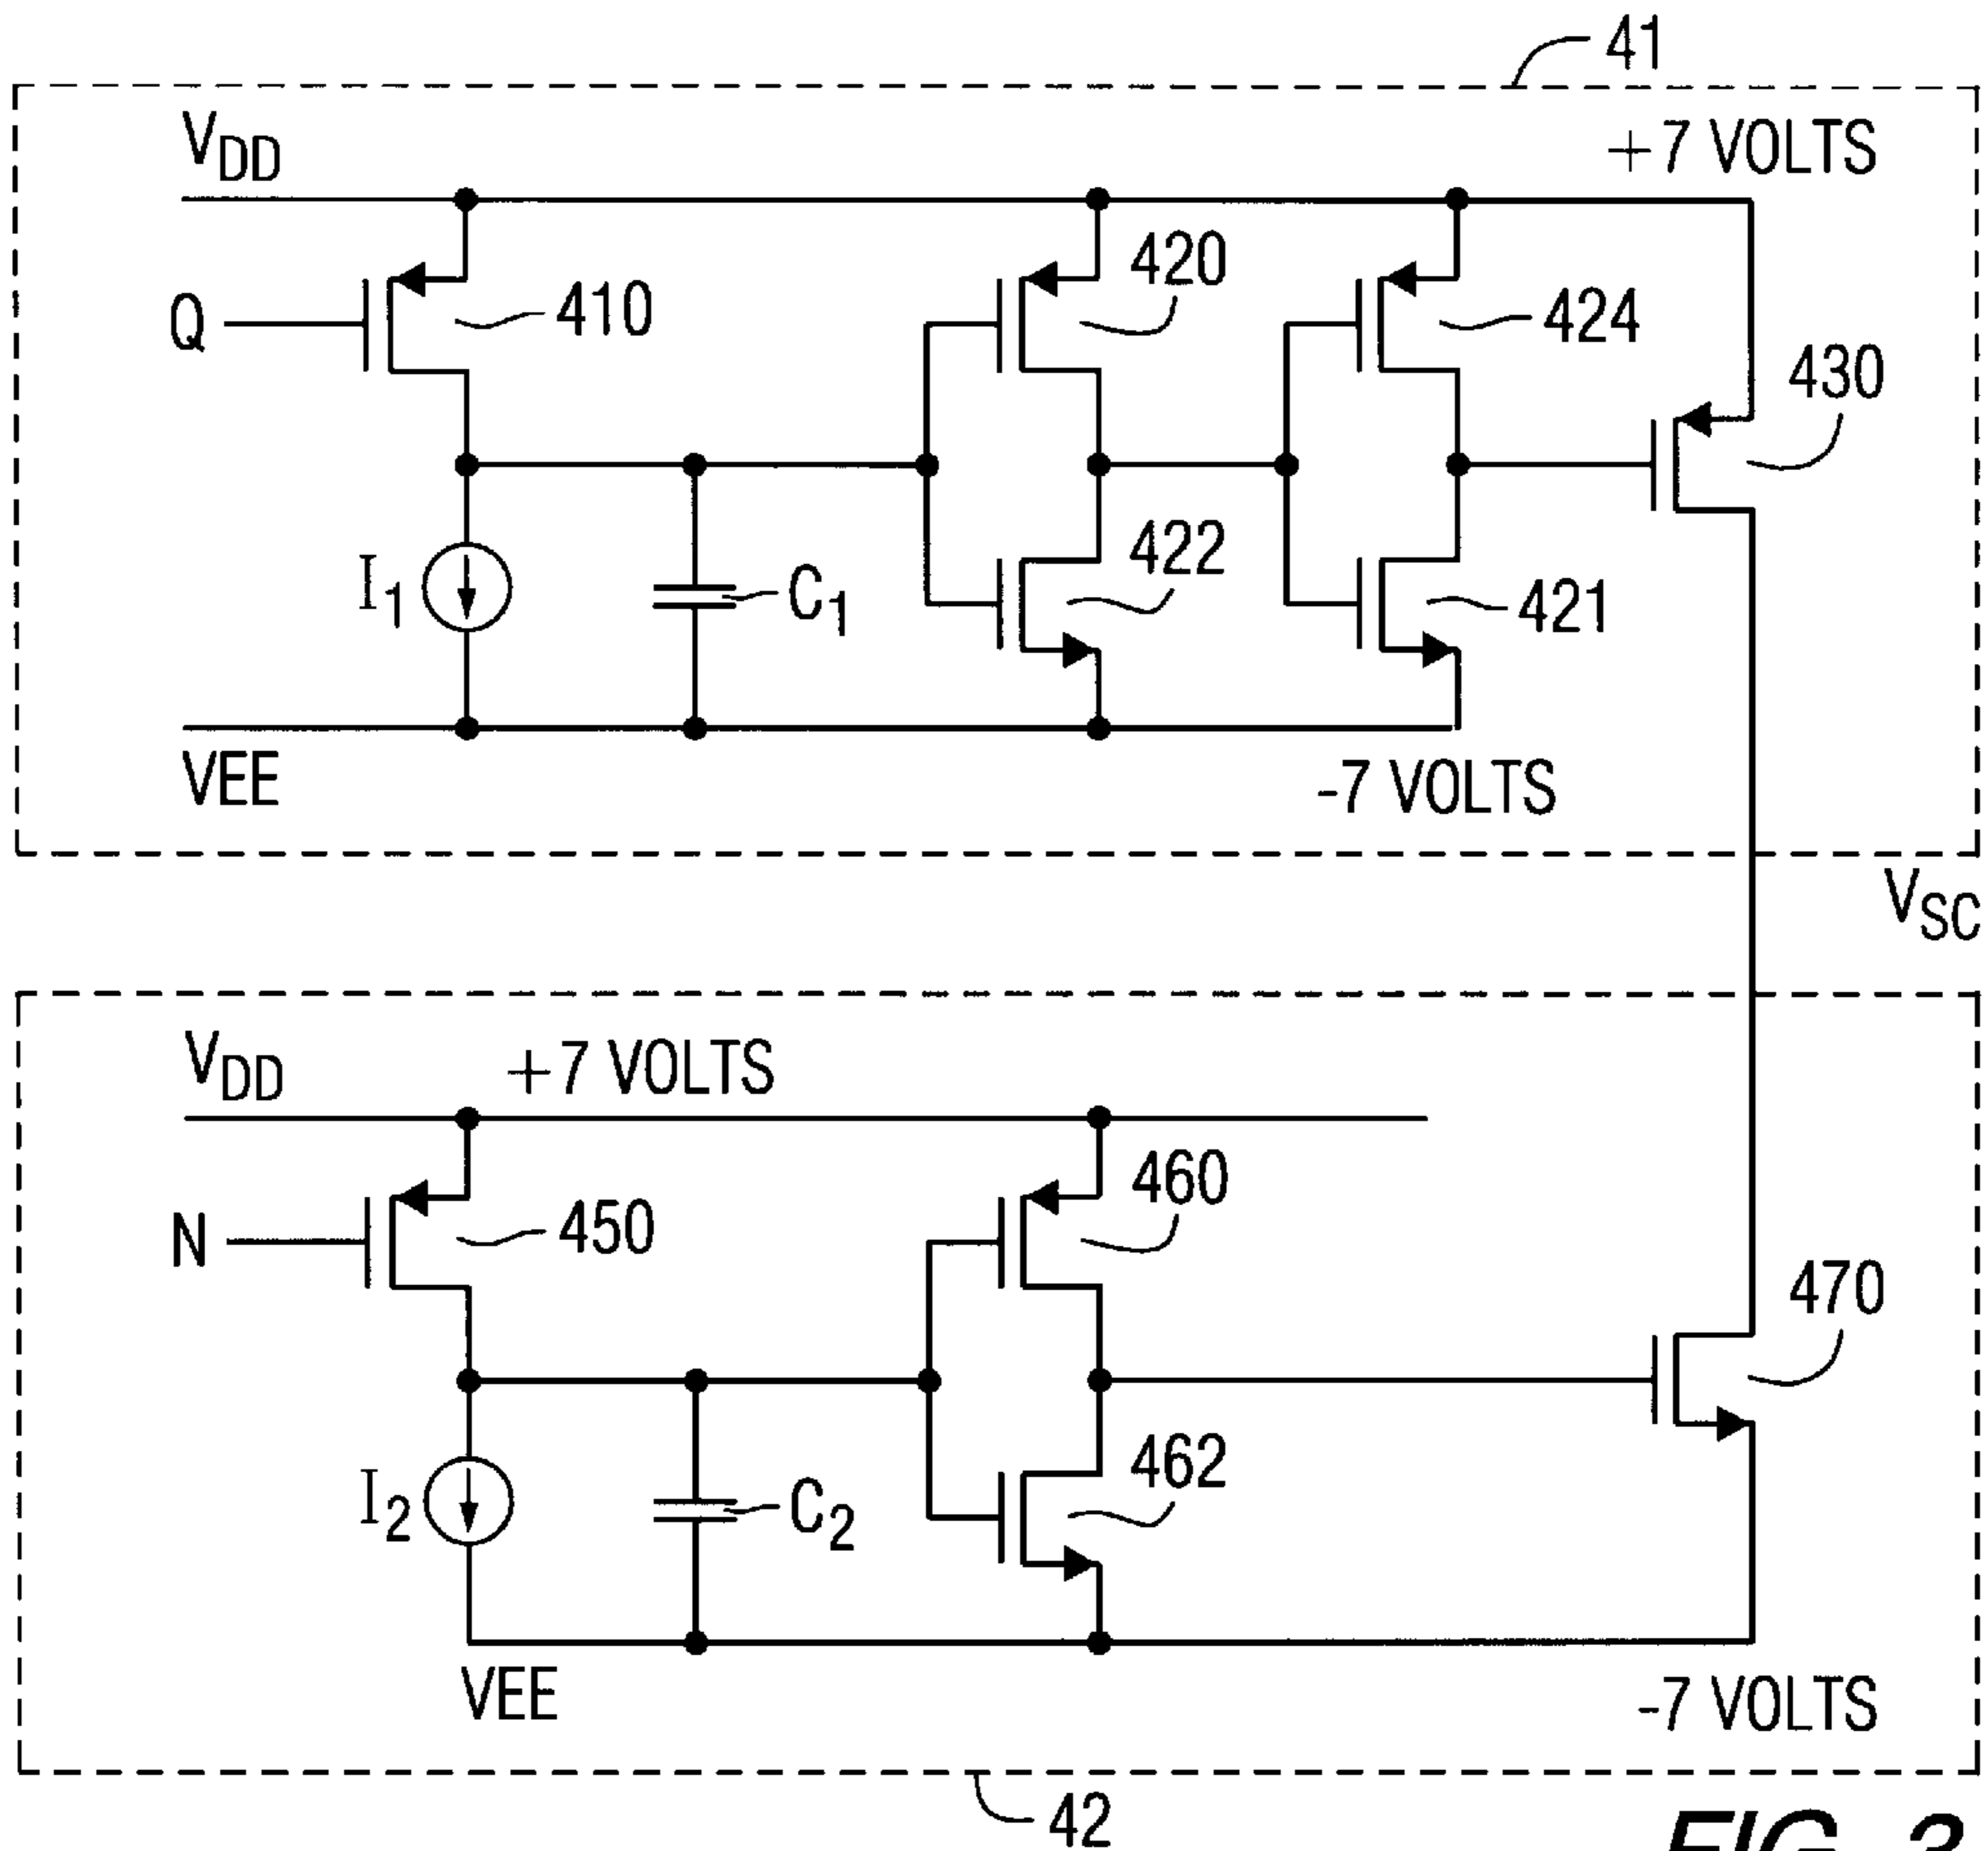 41
V_DD
+7 VOLTS
Q
410
420
424
430
I_1
C_1
422
421
VEE
-7 VOLTS
V_SC
V_DD
+7 VOLTS
N
450
460
470
I_2
C_2
462
VEE
-7 VOLTS
42